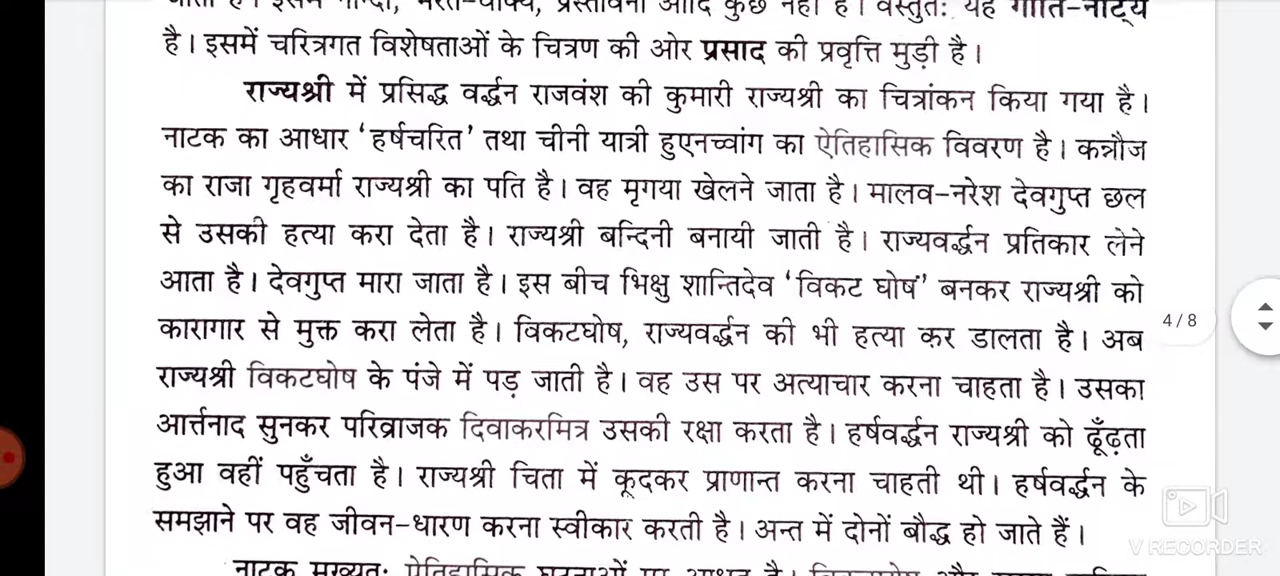 है। इसमें चरित्रगत विशेषताओं के चित्रण की ओर प्रसाद की प्रवृत्ति मुड़ी है।
राज्यश्री में प्रसिद्ध वर्द्धन राजवंश की कुमारी राज्यश्री का चित्रांकन किया गया है।
नाटक का आधार ‘हर्षचरित’ तथा चीनी यात्री हुएनच्वांग का ऐतिहासिक विवरण है। कन्नौज
का राजा गृहवर्मा राज्यश्री का पति है। वह मृगया खेलने जाता है। मालव-नरेश देवगुप्त छल
से उसकी हत्या करा देता है। राज्यश्री बन्दिनी बनायी जाती है। राज्यवर्द्धन प्रतिकार लेने
आता है। देवगुप्त मारा जाता है। इस बीच भिक्षु शान्तिदेव ‘विकट घोष’ बनकर राज्यश्री को
कारागार से मुक्त करा लेता है। विकटघोष, राज्यवर्द्धन की भी हत्या कर डालता है। अब
4/8
राज्यश्री विकटघोष के पंजे में पड़ जाती है। वह उस पर अत्याचार करना चाहता है। उसका
आर्त्तनाद सुनकर परिव्राजक दिवाकरमित्र उसकी रक्षा करता है। हर्षवर्द्धन राज्यश्री को ढूँढ़ता
हुआ वहीं पहुँचता है। राज्यश्री चिता में कूदकर प्राणान्त करना चाहती थी। हर्षवर्द्धन के
समझाने पर वह जीवन-धारण करना स्वीकार करती है। अन्त में दोनों बौद्ध हो जाते हैं।
V RECORDER